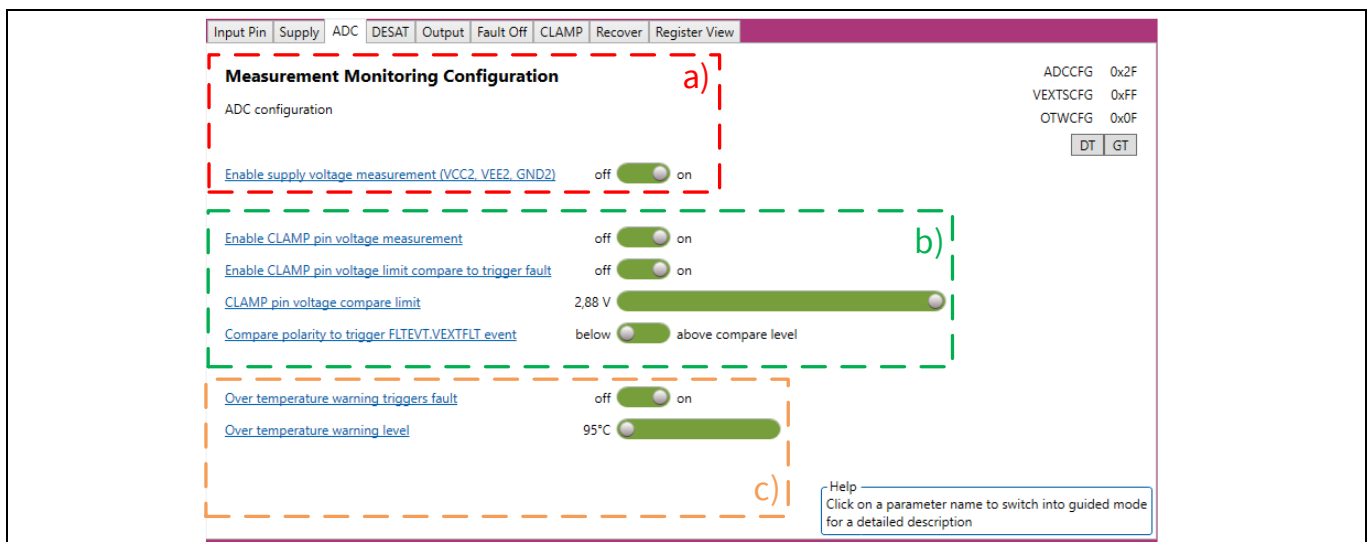 Input Pin Supply ADC DESAT Output Fault Off CLAMP Recover Register View
Measurement Monitoring Configuration a)
ADC configuration
ADCCFG 0x2F
VEXTSCFG 0xFF
OTWCFG 0x0F
DT GT
Enable supply voltage measurement (VCC2, VEE2, GND2) off on
Enable CLAMP pin voltage measurement off on b)
Enable CLAMP pin voltage limit compare to trigger fault off on
CLAMP pin voltage compare limit 2,88 V
Compare polarity to trigger FLTEVT.VEXTFLT event below above compare level
Over temperature warning triggers fault off on
Over temperature warning level 95°C
c)
Help
Click on a parameter name to switch into guided mode
for a detailed description